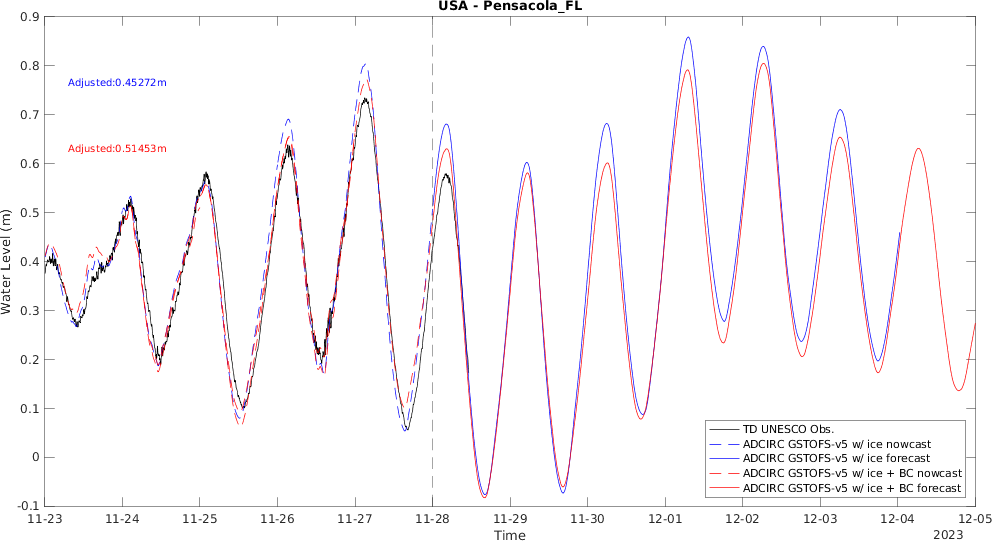 USA - Pensacola_FL
0.9
0.8
0.7
0.6
0.5
0.4
0.3
0.2
0.1
0
-0.1
Water Level (m)
Adjusted:0.45272m
Adjusted:0.51453m
TD UNESCO Obs.
ADCIRC GSTOFS-v5 w/ ice nowcast
ADCIRC GSTOFS-v5 w/ ice forecast
ADCIRC GSTOFS-v5 w/ ice + BC nowcast
ADCIRC GSTOFS-v5 w/ ice + BC forecast
11-23 11-24 11-25 11-26 11-27 11-28 11-29 11-30 12-01 12-02 12-03 12-04 12-05
Time
2023